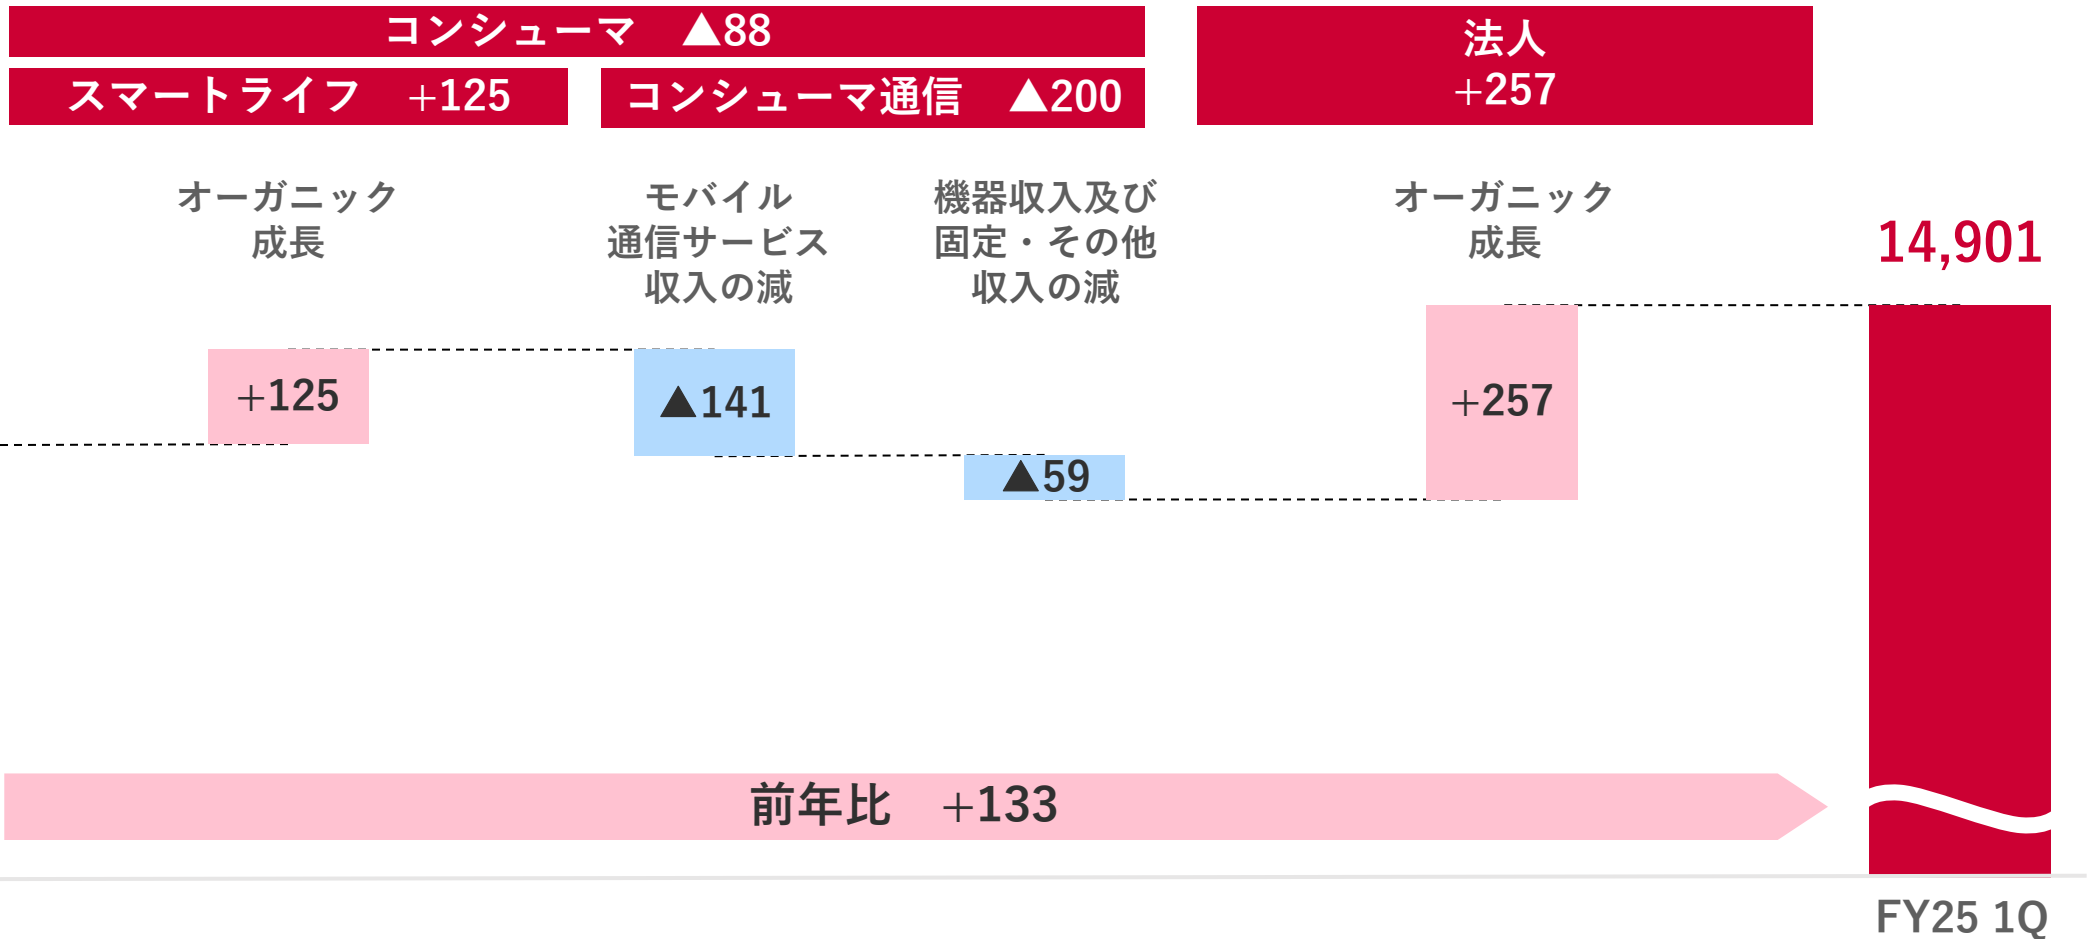 コンシューマ　▲88
スマートライフ　+125
コンシューマ通信　▲200
法人
+257
オーガニック
成長
モバイル
通信サービス
収入の減
機器収入及び
固定・その他
収入の減
オーガニック
成長
14,901
+125
▲141
▲59
+257
前年比　+133
FY25 1Q